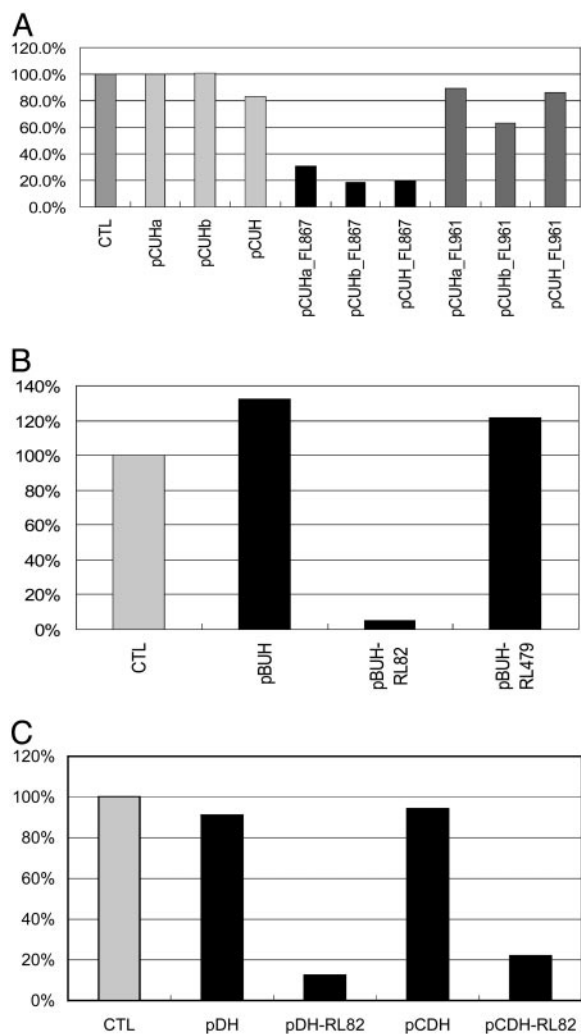 A
120.0%
100.0%
80.0%
60.0%
40.0%
20.0%
0.0%
CTL
pCUHa
pCUHb
pCUH
pCUHa_FL867
pCUHb_FL867
pCUH_FL867
pCUHa_FL961
pCUHb_FL961
pCUH_FL961
B
140%
120%
100%
80%
60%
40%
20%
0%
CTL
pBUH
pBUH-
RL82
pBUH-
RL479
C
120%
100%
80%
60%
40%
20%
0%
CTL pDH pDH-RL82 pCDH pCDH-RL82